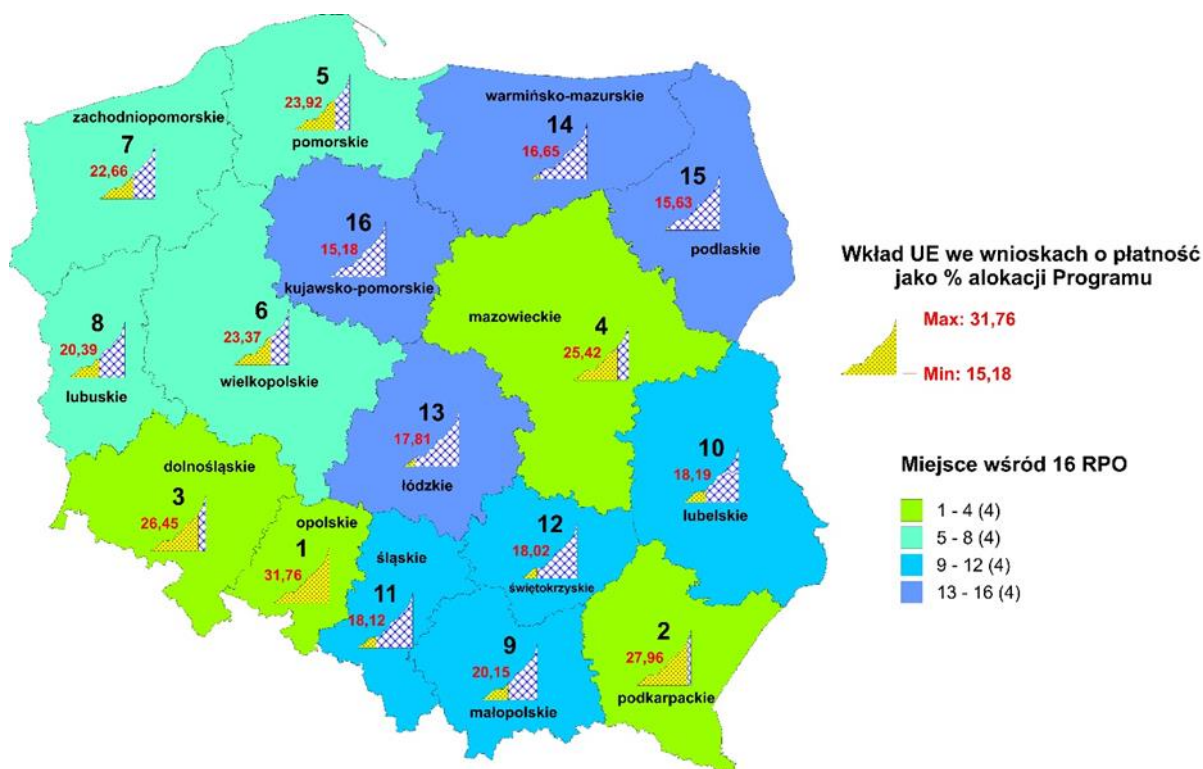 5
23,92
pomorskie
zachodniopomorskie
7
22,66
warmińsko-mazurskie
14
16,65
15
15,63
podlaskie
16
15,18
kujawsko-pomorskie
mazowieckie
4
25,42
6
23,37
wielkopolskie
8
20,39
lubuskie
13
17,81
łódzkie
10
18,19
lubelskie
dolnośląskie
3
26,45
opolskie
1
31,76
śląskie
11
18,12
12
18,02
świętokrzyskie
9
20,15
małopolskie
2
27,96
podkarpackie
Wkład UE we wnioskach o płatność
jako % alokacji Programu
Max: 31,76
Min: 15,18
Miejsce wśród 16 RPO
1 - 4 (4)
5 - 8 (4)
9 - 12 (4)
13 - 16 (4)